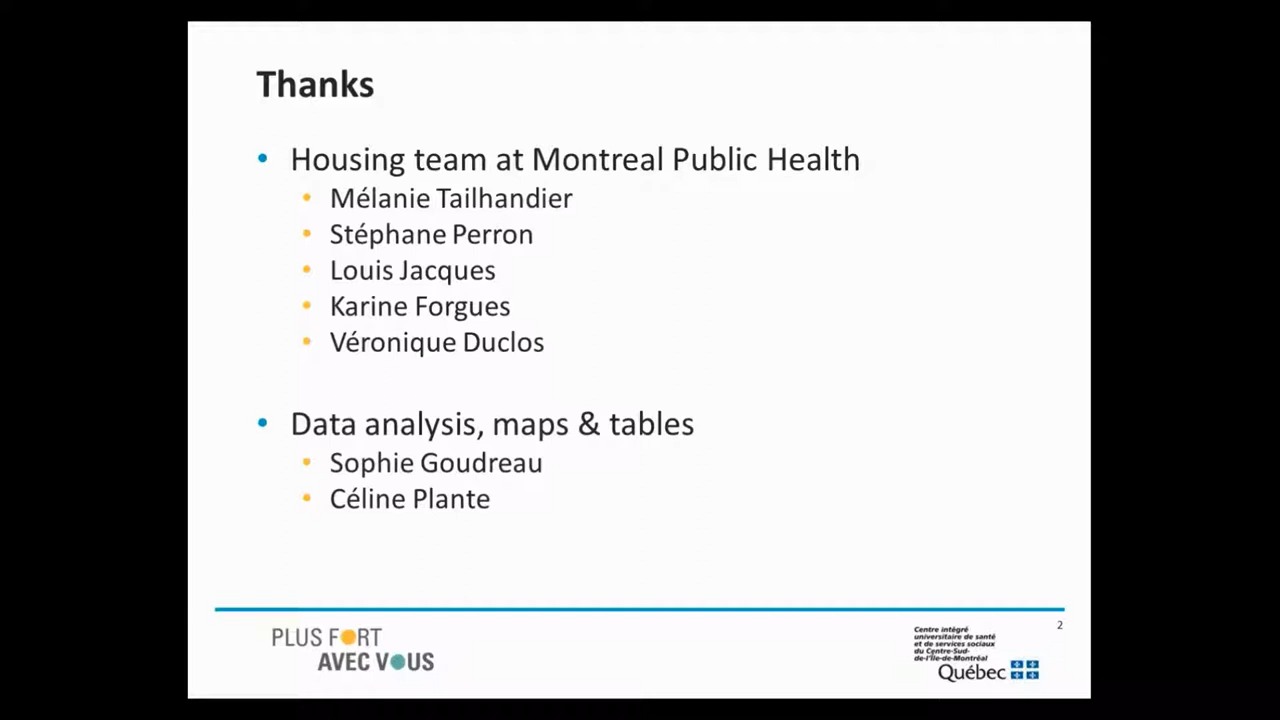 Thanks
• Housing team at Montreal Public Health
• Mélanie Tailhandier
• Stéphane Perron
• Louis Jacques
• Karine Forgues
• Véronique Duclos
• Data analysis, maps & tables
• Sophie Goudreau
• Céline Plante
2
PLUS FORT
AVEC VOUS
Centre intégré
universitaire de santé
et de services sociaux
du Centre-Sud-
de-l'Île-de-Montréal
Québec